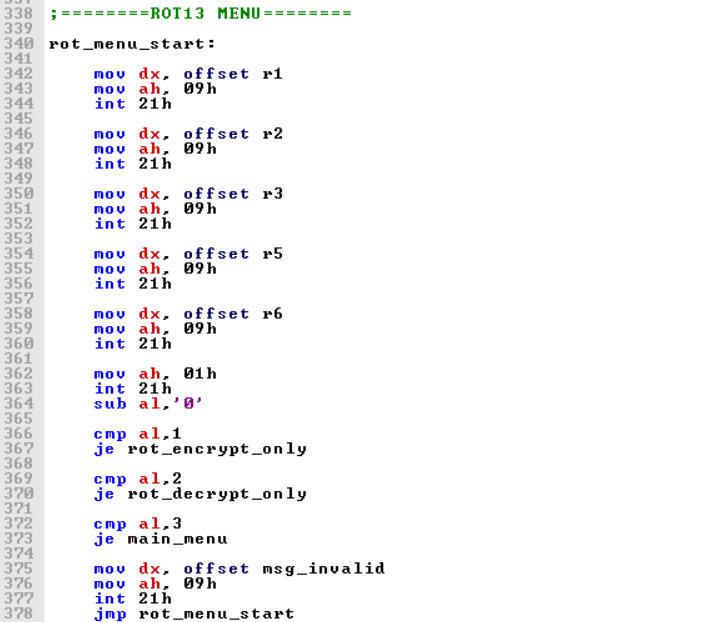 338 ;========ROT13 MENU========
339
340 rot_menu_start:
341
342 mov dx, offset r1
343 mov ah, 09h
344 int 21h
345
346 mov dx, offset r2
347 mov ah, 09h
348 int 21h
349
350 mov dx, offset r3
351 mov ah, 09h
352 int 21h
353
354 mov dx, offset r5
355 mov ah, 09h
356 int 21h
357
358 mov dx, offset r6
359 mov ah, 09h
360 int 21h
361
362 mov ah, 01h
363 int 21h
364 sub al,'0'
365
366 cmp al,1
367 je rot_encrypt_only
368
369 cmp al,2
370 je rot_decrypt_only
371
372 cmp al,3
373 je main_menu
374
375 mov dx, offset msg_invalid
376 mov ah, 09h
377 int 21h
378 jmp rot_menu_start